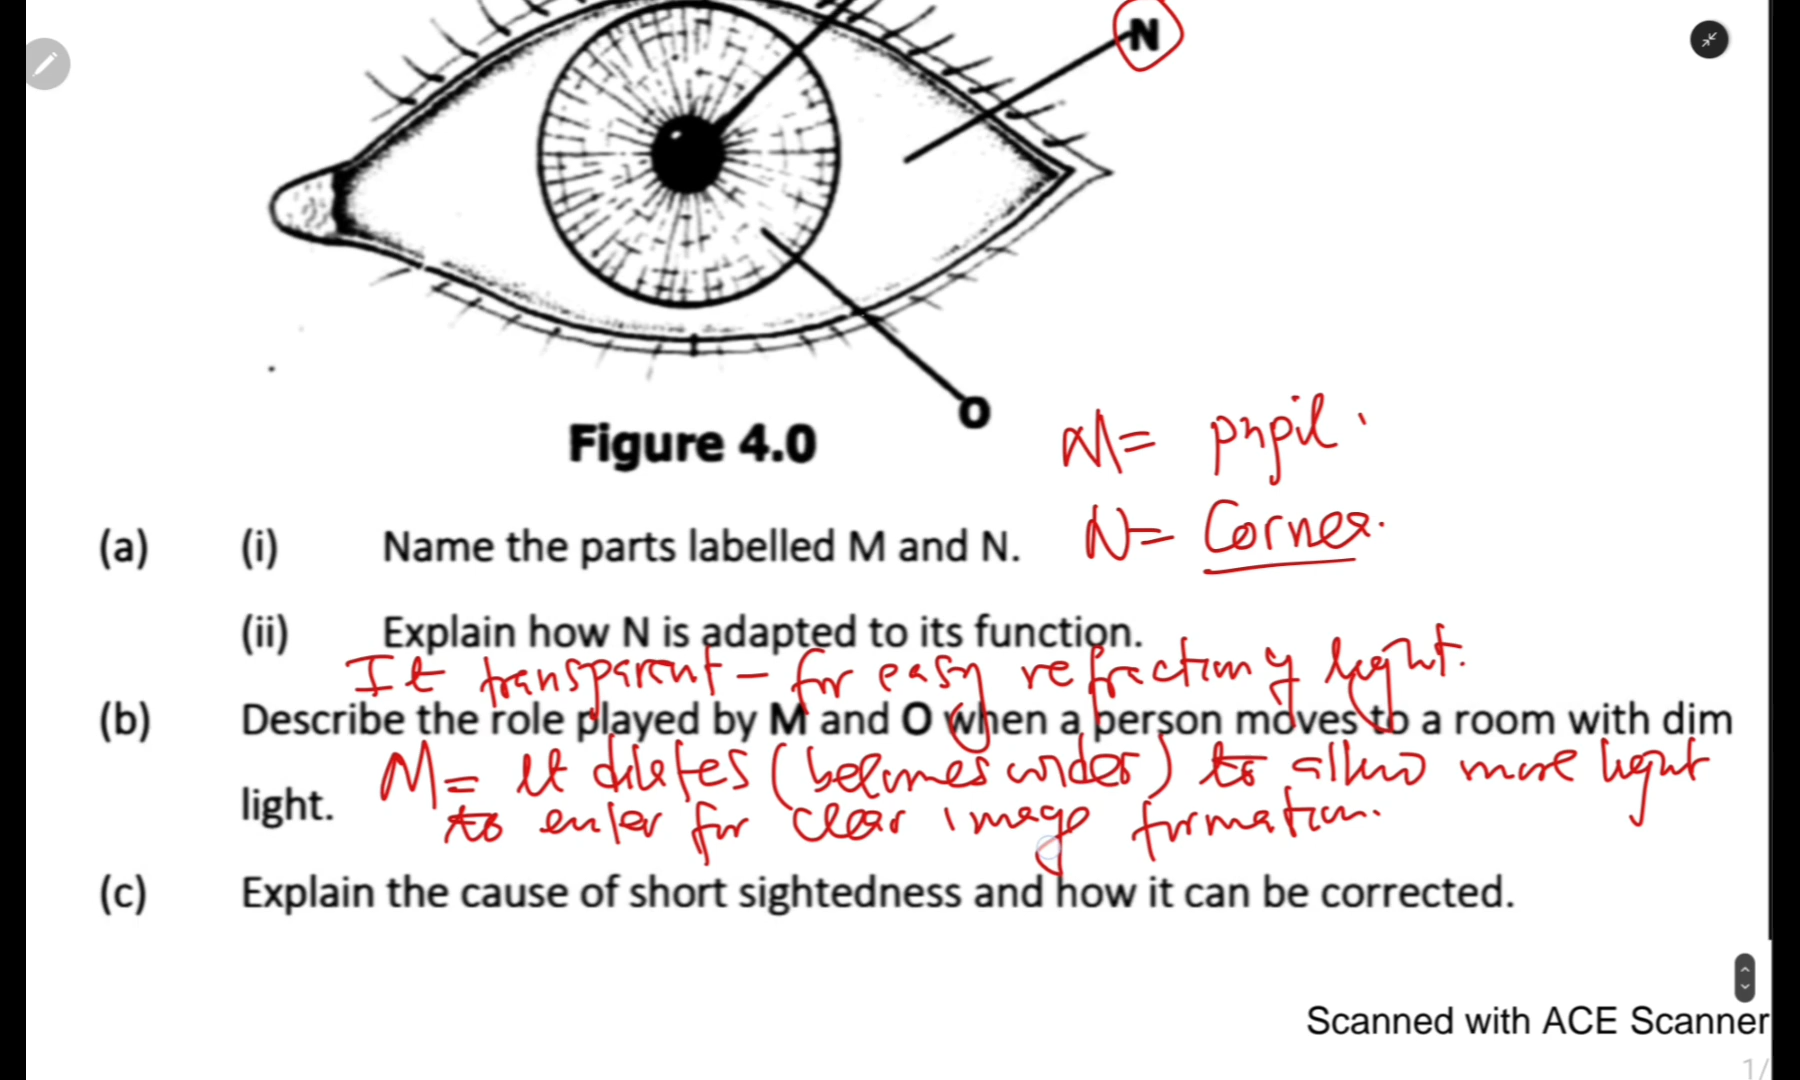 N
O
Figure 4.0
M= pupil.
N= Cornea.
(a) (i) Name the parts labelled M and N.
(ii) Explain how N is adapted to its function.
It transparent - for easy refraction of light.
(b) Describe the role played by M and O when a person moves to a room with dim
light.
M= it dilates (becomes wider) to allow more light
to enter for clear image formation.
(c) Explain the cause of short sightedness and how it can be corrected.
Scanned with ACE Scanner
1/